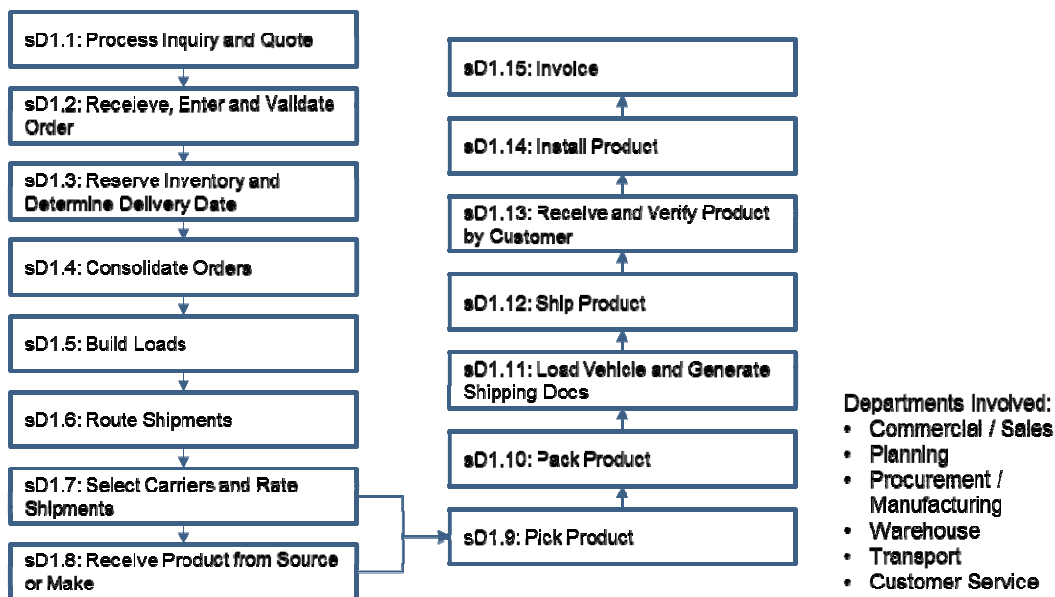 sD1.1: Process Inquiry and Quote
sD1.2: Receieve, Enter and Validate
Order
sD1.3: Reserve Inventory and
Determine Delivery Date
sD1.4: Consolidate Orders
sD1.5: Build Loads
sD1.6: Route Shipments
sD1.7: Select Carriers and Rate
Shipments
sD1.8: Receive Product from Source
or Make
sD1.15: Invoice
sD1.14: Install Product
sD1.13: Receive and Verify Product
by Customer
sD1.12: Ship Product
sD1.11: Load Vehicle and Generate
Shipping Docs
sD1.10: Pack Product
sD1.9: Pick Product
Departments Involved:
• Commercial / Sales
• Planning
• Procurement /
Manufacturing
• Warehouse
• Transport
• Customer Service